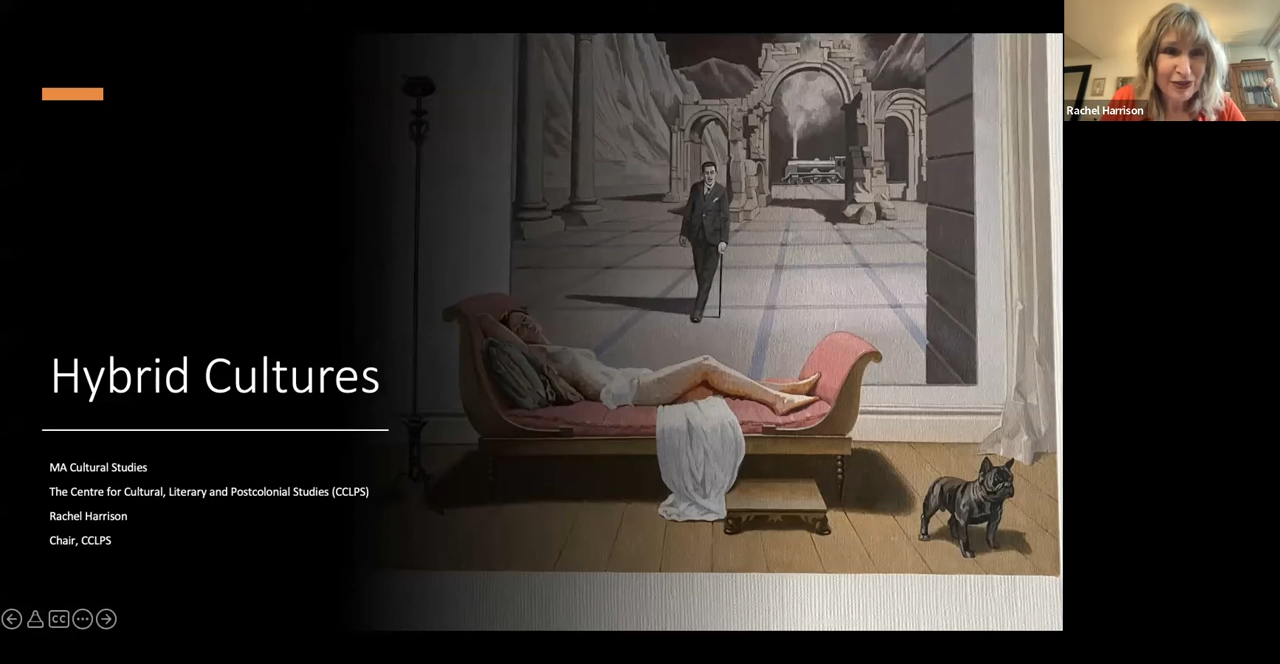 Hybrid Cultures
MA Cultural Studies
The Centre for Cultural, Literary and Postcolonial Studies (CCLPS)
Rachel Harrison
Chair, CCLPS
CC
Rachel Harrison